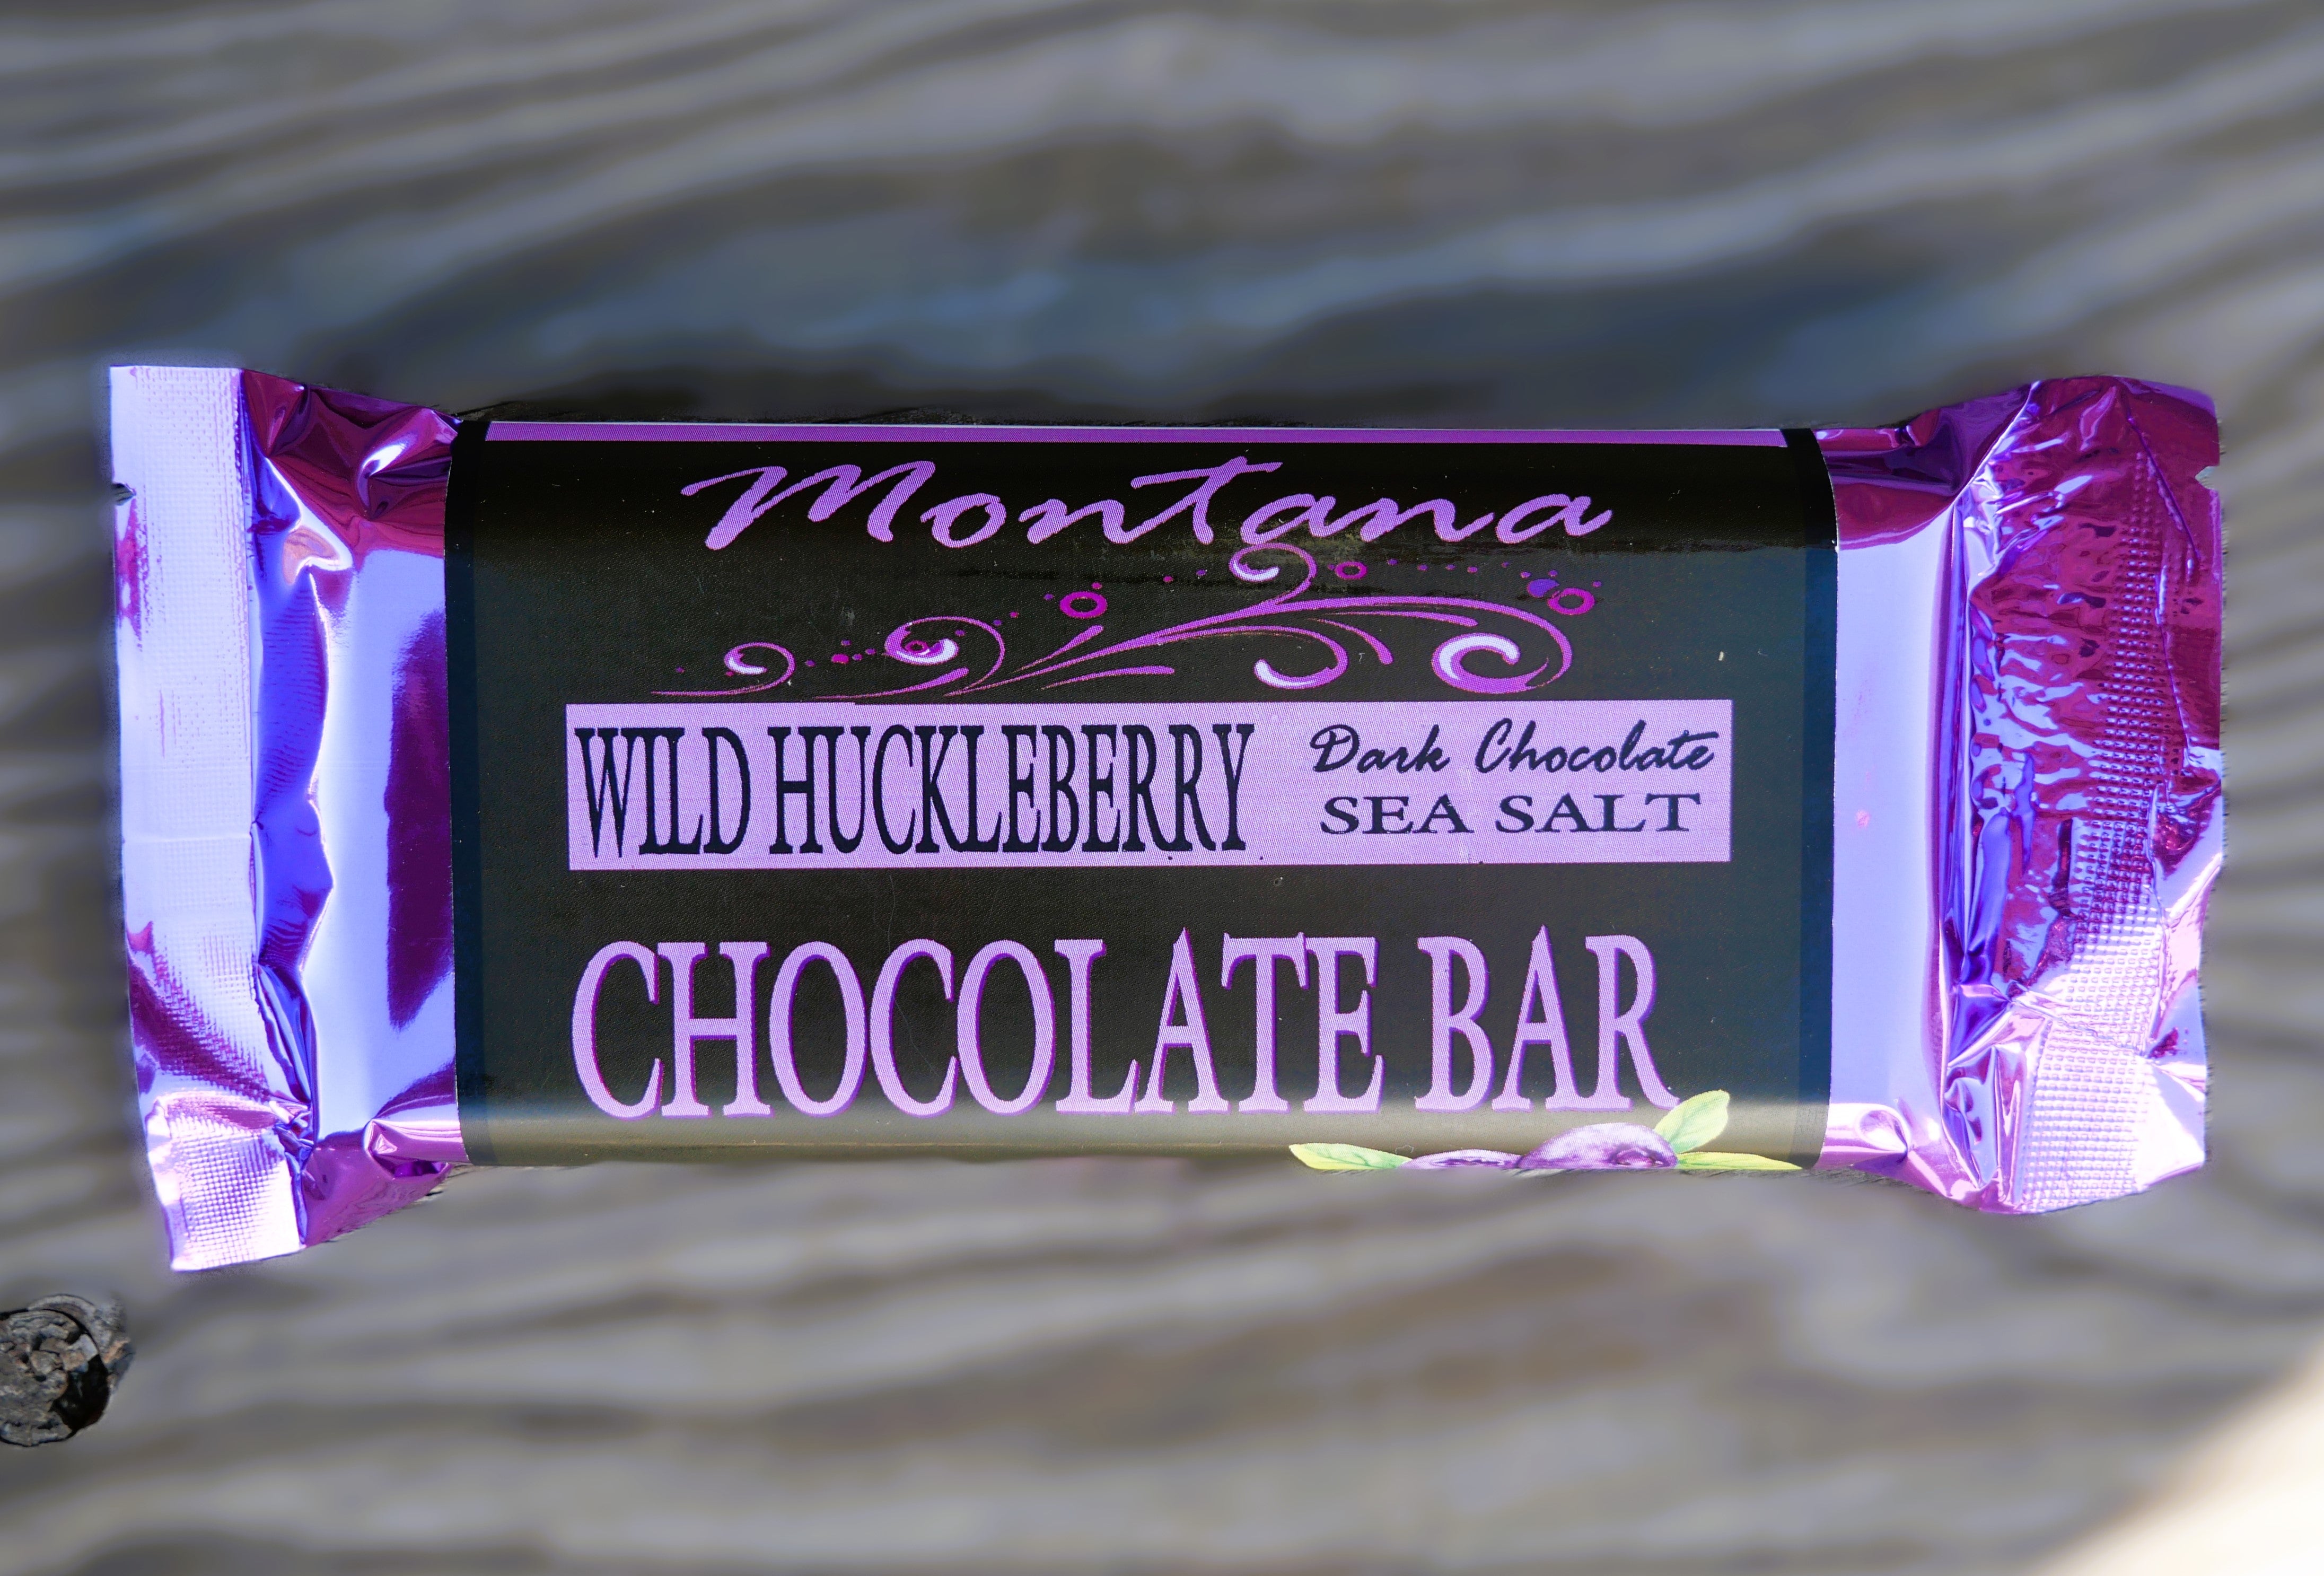 Montana
WILD HUCKLEBERRY
Dark Chocolate
SEA SALT
CHOCOLATE BAR